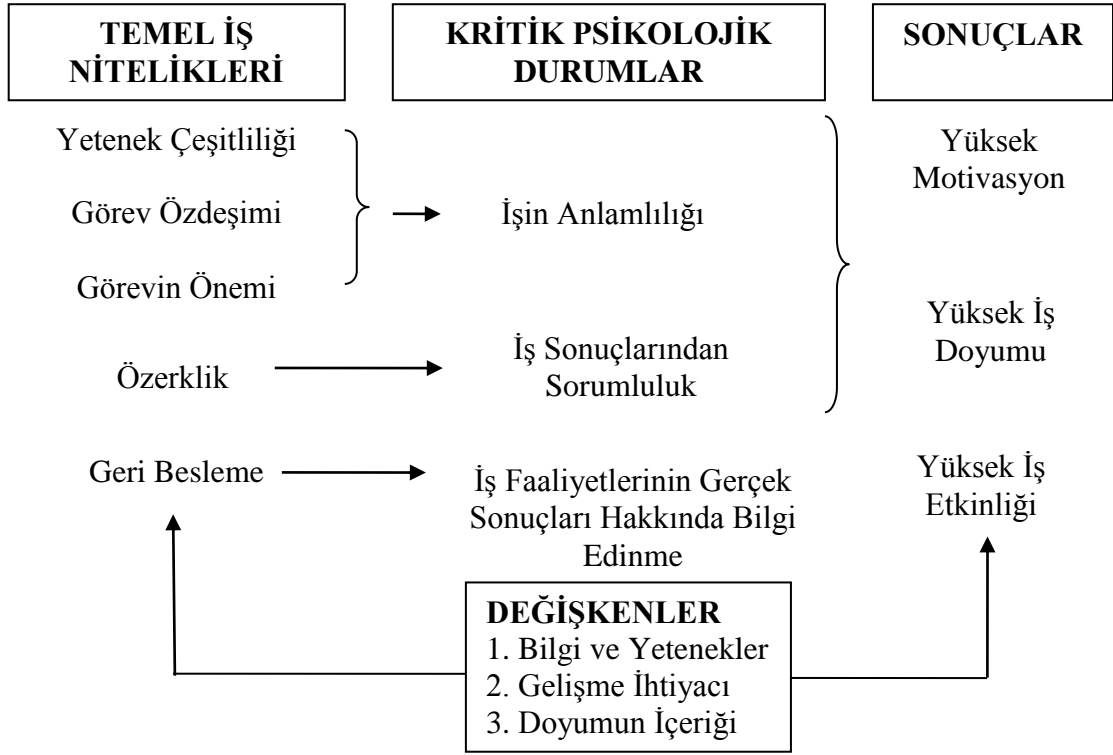 TEMEL İŞ
NİTELİKLERİ
KRİTİK PSİKOLOJİK
DURUMLAR
SONUÇLAR
Yetenek Çeşitliliği
Görev Özdeşimi
Görevin Önemi
Özerklik
Geri Besleme
İşin Anlamlılığı
İş Sonuçlarından
Sorumluluk
İş Faaliyetlerinin Gerçek
Sonuçları Hakkında Bilgi
Edinme
Yüksek
Motivasyon
Yüksek İş
Doyumu
Yüksek İş
Etkinliği
DEĞİŞKENLER
1. Bilgi ve Yetenekler
2. Gelişme İhtiyacı
3. Doyumun İçeriği